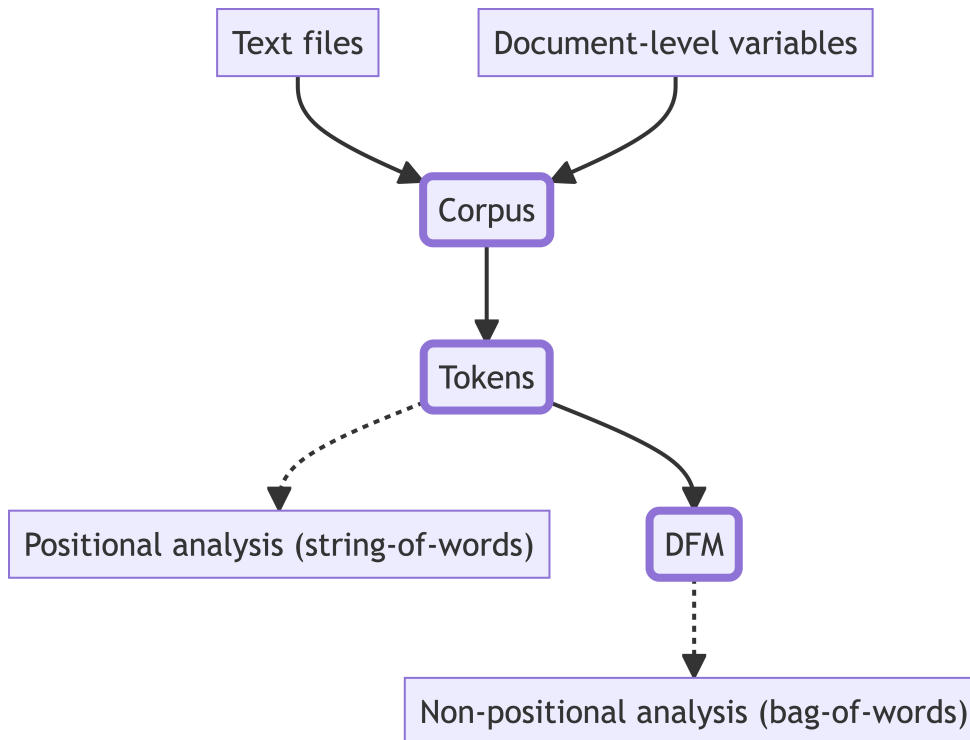 Text files
Document-level variables
Corpus
Tokens
Positional analysis (string-of-words)
DFM
Non-positional analysis (bag-of-words)